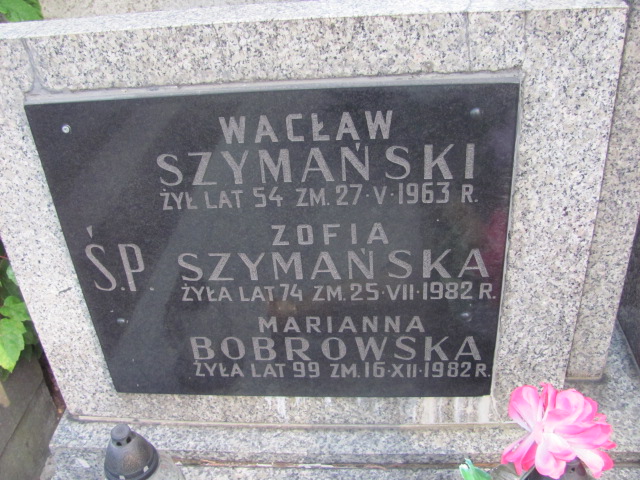 WACŁAW
SZYMAŃSKI
ŻYŁ LAT 54 ZM. 27·V·1963 R.
Ś.P.
ZOFIA
SZYMAŃSKA
ŻYŁA LAT 74 ZM. 25·VII·1982 R.
MARIANNA
BOBROWSKA
ŻYŁA LAT 99 ZM. 16·XII·1982 R.